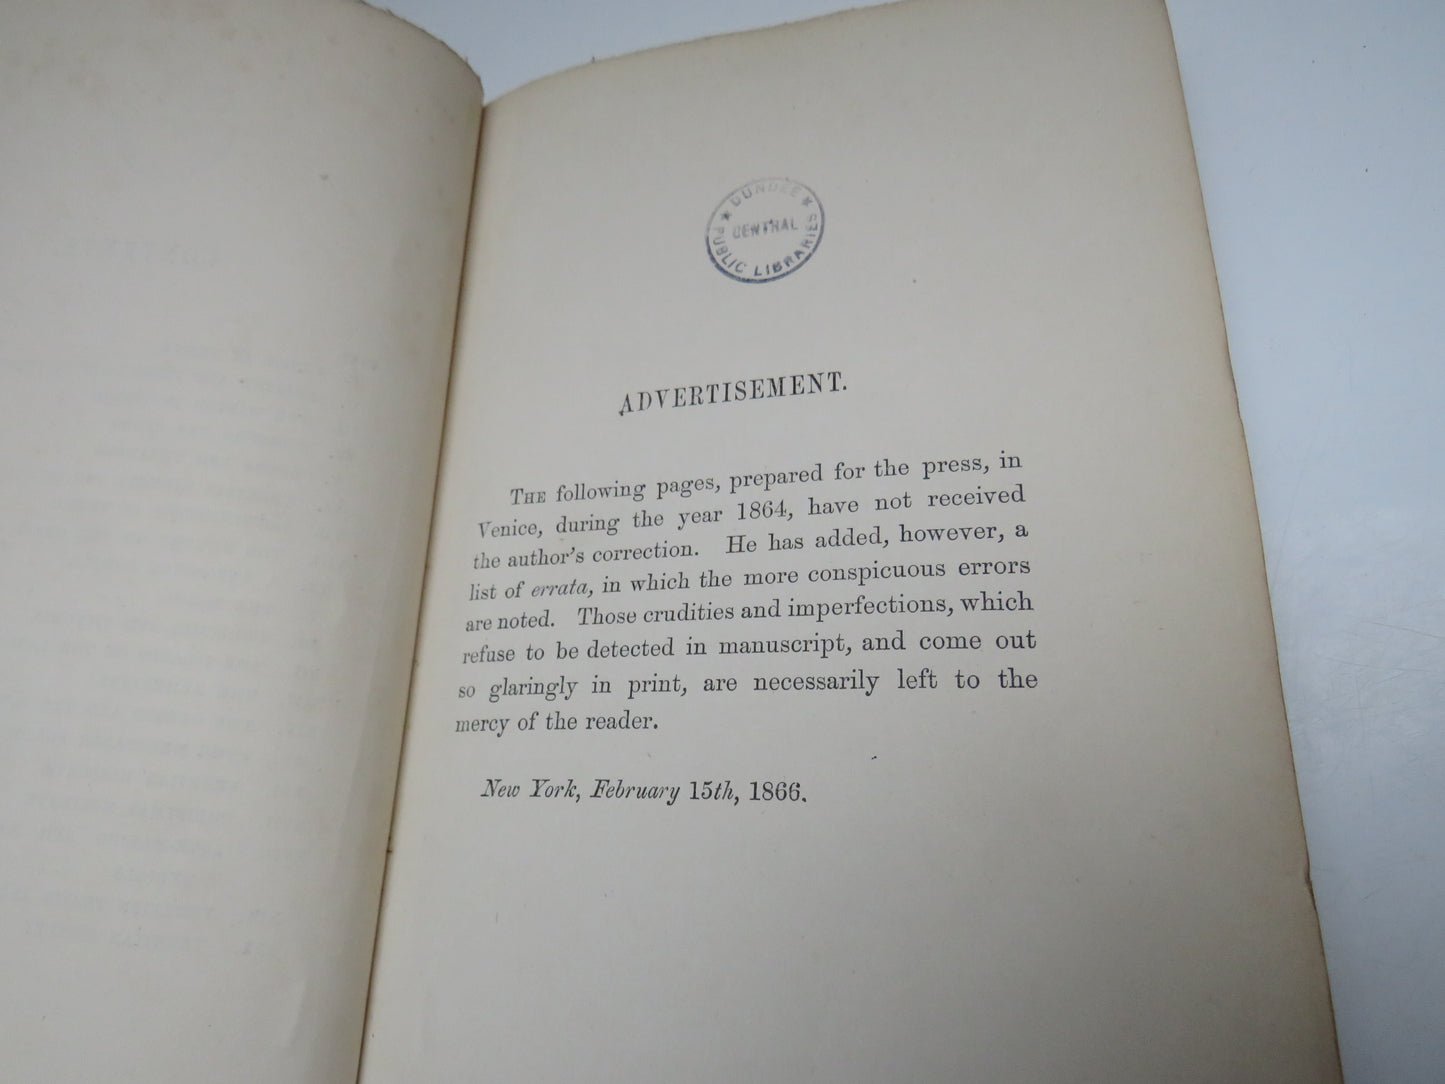 DUNDEE
CENTRAL
PUBLIC LIBRARIES
ADVERTISEMENT.
THE following pages, prepared for the press, in
Venice, during the year 1864, have not received
the author's correction. He has added, however, a
list of errata, in which the more conspicuous errors
are noted. Those crudities and imperfections, which
refuse to be detected in manuscript, and come out
so glaringly in print, are necessarily left to the
mercy of the reader.
New York, February 15th, 1866.